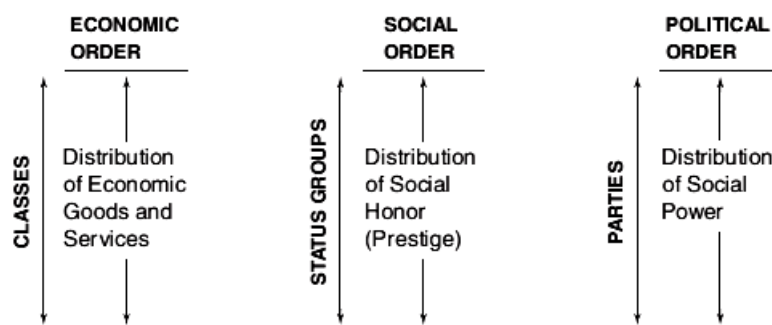 ECONOMIC
ORDER
CLASSES
Distribution
of Economic
Goods and
Services
SOCIAL
ORDER
STATUS GROUPS
Distribution
of Social
Honor
(Prestige)
POLITICAL
ORDER
PARTIES
Distribution
of Social
Power